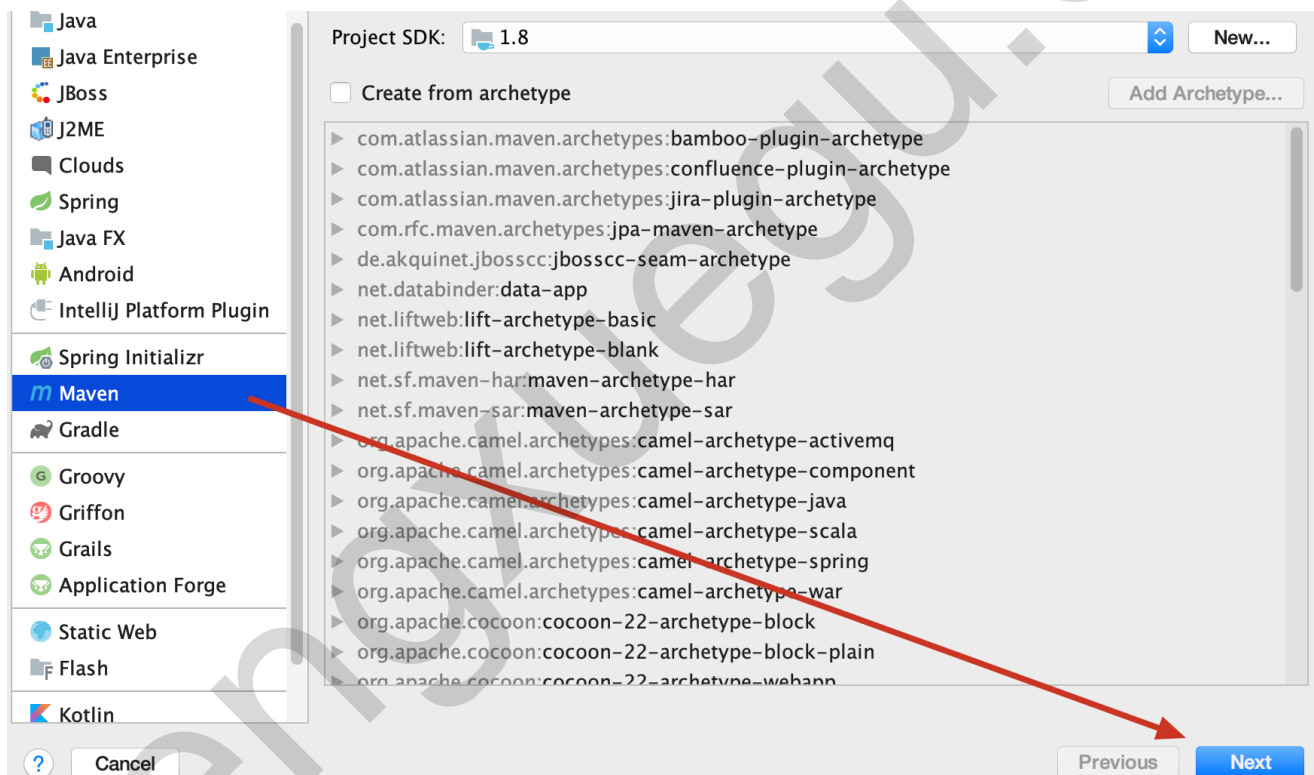 Java
Java Enterprise
JBoss
J2ME
Clouds
Spring
Java FX
Android
IntelliJ Platform Plugin
Spring Initializr
Maven
Gradle
Groovy
Griffon
Grails
Application Forge
Static Web
Flash
Kotlin
Project SDK: 1.8 New...
Create from archetype Add Archetype...
com.atlassian.maven.archetypes:bamboo-plugin-archetype
com.atlassian.maven.archetypes:confluence-plugin-archetype
com.atlassian.maven.archetypes:jira-plugin-archetype
com.rfc.maven.archetypes:jpa-maven-archetype
de.akquinet.jbosscc:jbosscc-seam-archetype
net.databinder:data-app
net.liftweb:lift-archetype-basic
net.liftweb:lift-archetype-blank
net.sf.maven-har:maven-archetype-har
net.sf.maven-sar:maven-archetype-sar
org.apache.camel.archetypes:camel-archetype-activemq
org.apache.camel.archetypes:camel-archetype-component
org.apache.camel.archetypes:camel-archetype-java
org.apache.camel.archetypes:camel-archetype-scala
org.apache.camel.archetypes:camel-archetype-spring
org.apache.camel.archetypes:camel-archetype-war
org.apache.cocoon:cocoon-22-archetype-block
org.apache.cocoon:cocoon-22-archetype-block-plain
org.apache.cocoon:cocoon-22-archetype-webapp
? Cancel Previous Next
engxuegu.